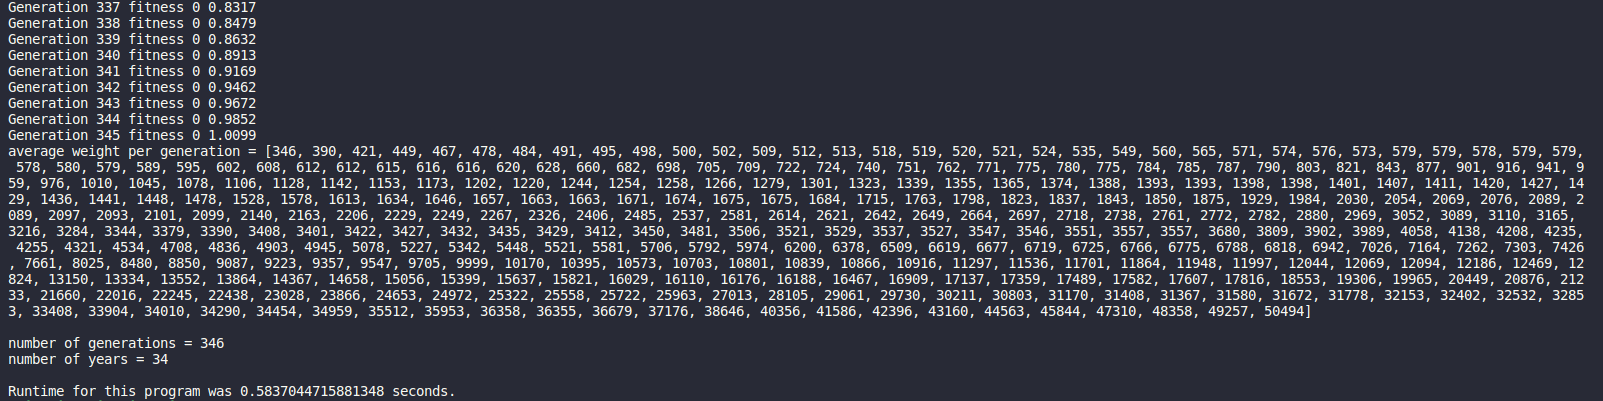 Generation 337 fitness 0 0.8317
Generation 338 fitness 0 0.8479
Generation 339 fitness 0 0.8632
Generation 340 fitness 0 0.8913
Generation 341 fitness 0 0.9169
Generation 342 fitness 0 0.9462
Generation 343 fitness 0 0.9672
Generation 344 fitness 0 0.9852
Generation 345 fitness 0 1.0099
average weight per generation = [346, 390, 421, 449, 467, 478, 484, 491, 495, 498, 500, 502, 509, 512, 513, 518, 519, 520, 521, 524, 535, 549, 560, 565, 571, 574, 576, 573, 579, 579, 578, 579, 579,
578, 580, 579, 589, 595, 602, 608, 612, 612, 615, 616, 616, 620, 628, 660, 682, 698, 705, 709, 722, 724, 740, 751, 762, 771, 775, 780, 775, 784, 785, 787, 790, 803, 821, 843, 877, 901, 916, 941, 9
59, 976, 1010, 1045, 1078, 1106, 1128, 1142, 1153, 1173, 1202, 1220, 1244, 1254, 1258, 1266, 1279, 1301, 1323, 1339, 1355, 1365, 1374, 1388, 1393, 1393, 1398, 1398, 1401, 1407, 1411, 1420, 1427, 14
29, 1436, 1441, 1448, 1478, 1528, 1578, 1613, 1634, 1646, 1657, 1663, 1663, 1671, 1674, 1675, 1675, 1684, 1715, 1763, 1798, 1823, 1837, 1843, 1850, 1875, 1929, 1984, 2030, 2054, 2069, 2076, 2089, 2
089, 2097, 2093, 2101, 2099, 2140, 2163, 2206, 2229, 2249, 2267, 2326, 2406, 2485, 2537, 2581, 2614, 2621, 2642, 2649, 2664, 2697, 2718, 2738, 2761, 2772, 2782, 2880, 2969, 3052, 3089, 3110, 3165,
3216, 3284, 3344, 3379, 3390, 3408, 3401, 3422, 3427, 3432, 3435, 3429, 3412, 3450, 3481, 3506, 3521, 3529, 3537, 3527, 3547, 3546, 3551, 3557, 3557, 3680, 3809, 3902, 3989, 4058, 4138, 4208, 4235,
4255, 4321, 4534, 4708, 4836, 4903, 4945, 5078, 5227, 5342, 5448, 5521, 5581, 5706, 5792, 5974, 6200, 6378, 6509, 6619, 6677, 6719, 6725, 6766, 6775, 6788, 6818, 6942, 7026, 7164, 7262, 7303, 7426
, 7661, 8025, 8480, 8850, 9087, 9223, 9357, 9547, 9705, 9999, 10170, 10395, 10573, 10703, 10801, 10839, 10866, 10916, 11297, 11536, 11701, 11864, 11948, 11997, 12044, 12069, 12094, 12186, 12469, 12
824, 13150, 13334, 13552, 13864, 14367, 14658, 15056, 15399, 15637, 15821, 16029, 16110, 16176, 16188, 16467, 16909, 17137, 17359, 17489, 17582, 17607, 17816, 18553, 19306, 19965, 20449, 20876, 212
33, 21660, 22016, 22245, 22438, 23028, 23866, 24653, 24972, 25322, 25558, 25722, 25963, 27013, 28105, 29061, 29730, 30211, 30803, 31170, 31408, 31367, 31580, 31672, 31778, 32153, 32402, 32532, 3285
3, 33408, 33904, 34010, 34290, 34454, 34959, 35512, 35953, 36358, 36355, 36679, 37176, 38646, 40356, 41586, 42396, 43160, 44563, 45844, 47310, 48358, 49257, 50494]
number of generations = 346
number of years = 34
Runtime for this program was 0.5837044715881348 seconds.